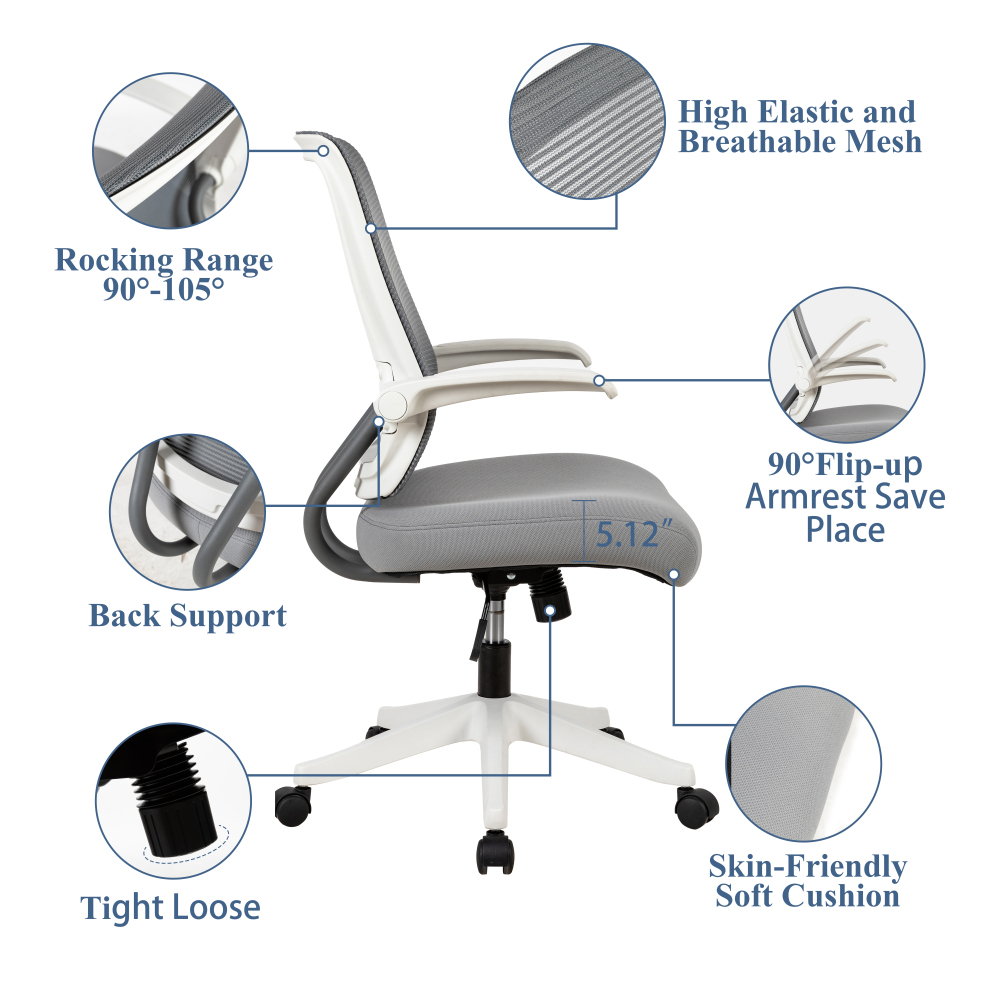 High Elastic and
Breathable Mesh
Rocking Range
90°-105°
90°Flip-up
Armrest Save
Place
5.12″
Back Support
Skin-Friendly
Soft Cushion
Tight Loose